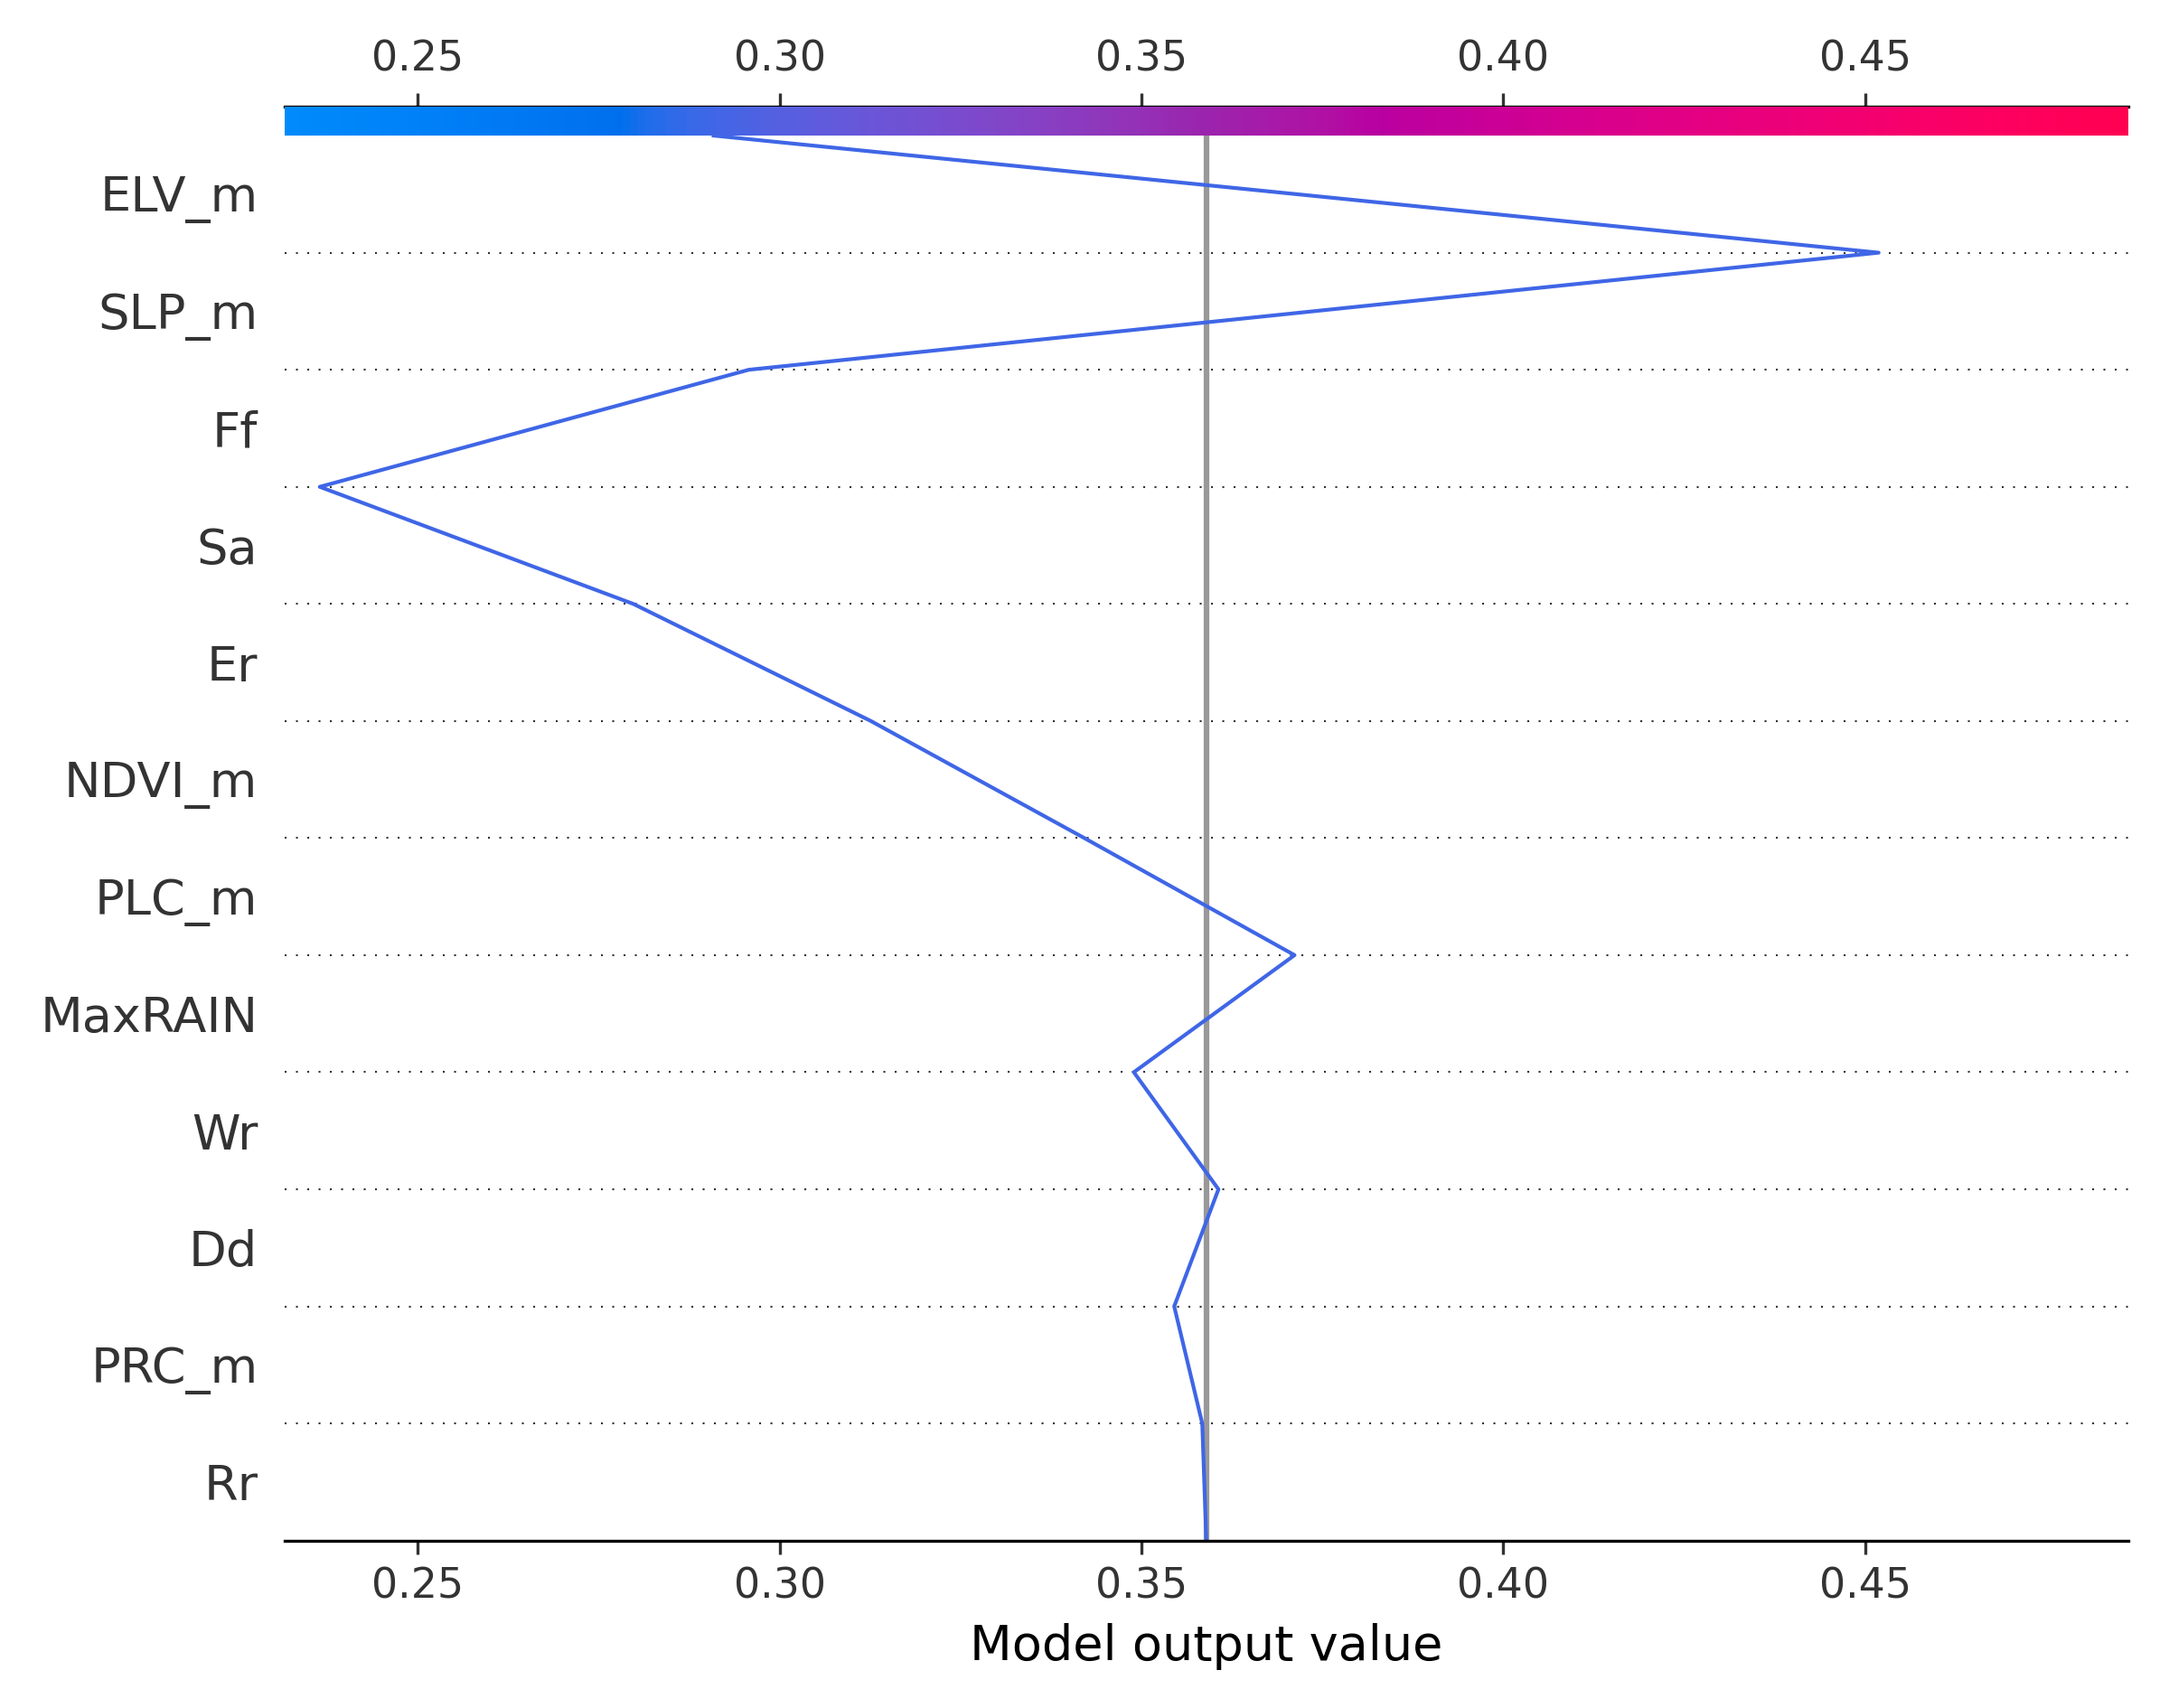 0.25 0.30 0.35 0.40 0.45
ELV_m
SLP_m
Ff
Sa
Er
NDVI_m
PLC_m
MaxRAIN
Wr
Dd
PRC_m
Rr
0.25 0.30 0.35 0.40 0.45
Model output value